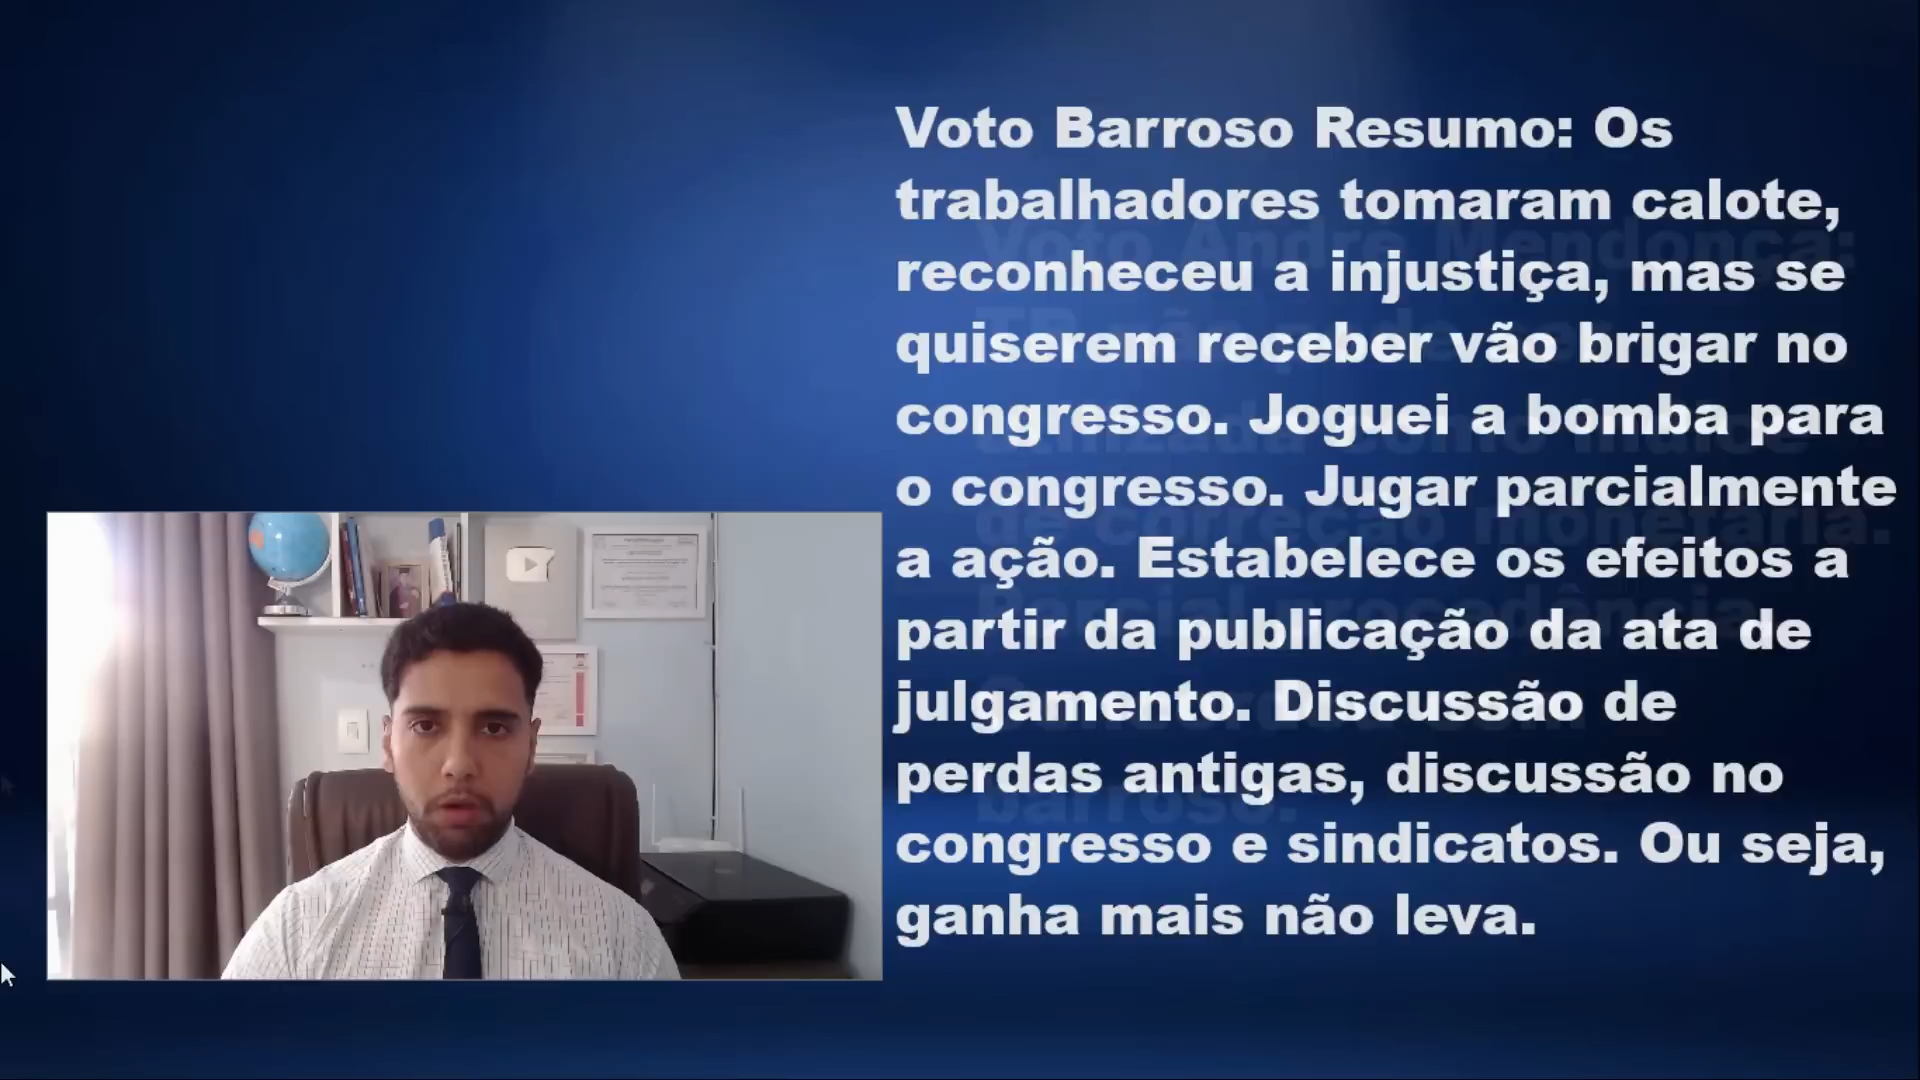 Voto Barroso Resumo: Os
trabalhadores tomaram calote,
reconheceu a injustiça, mas se
quiserem receber vão brigar no
congresso. Joguei a bomba para
o congresso. Jugar parcialmente
a ação. Estabelece os efeitos a
partir da publicação da ata de
julgamento. Discussão de
perdas antigas, discussão no
congresso e sindicatos. Ou seja,
ganha mais não leva.